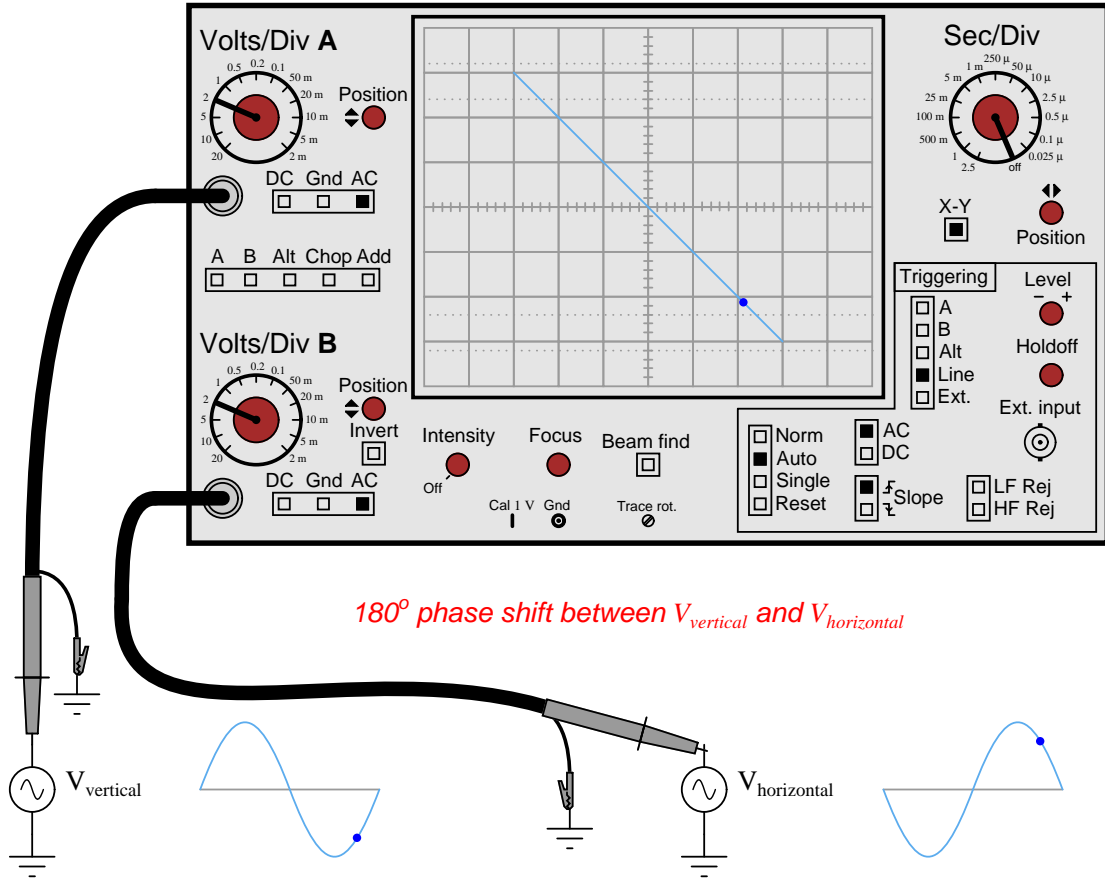 Volts/Div A
0.5 0.2 0.1
1 50 m
2 20 m
5 10 m
10 5 m
20 2 m
Position
DC Gnd AC
A B Alt Chop Add
Volts/Div B
0.5 0.2 0.1
1 50 m
2 20 m
5 10 m
10 5 m
20 2 m
Position
Invert
DC Gnd AC
Intensity
Off
Focus
Beam find
Cal 1 V Gnd
Trace rot.
Sec/Div
250 µ
1 m 50 µ
5 m 10 µ
25 m 2.5 µ
100 m 0.5 µ
500 m 0.1 µ
1 0.025 µ
2.5 off
X-Y
Position
Triggering
A
B
Alt
Line
Ext.
Level
– +
Holdoff
Ext. input
Norm
Auto
Single
Reset
AC
DC
Slope
LF Rej
HF Rej
180o phase shift between Vvertical and Vhorizontal
Vvertical
Vhorizontal